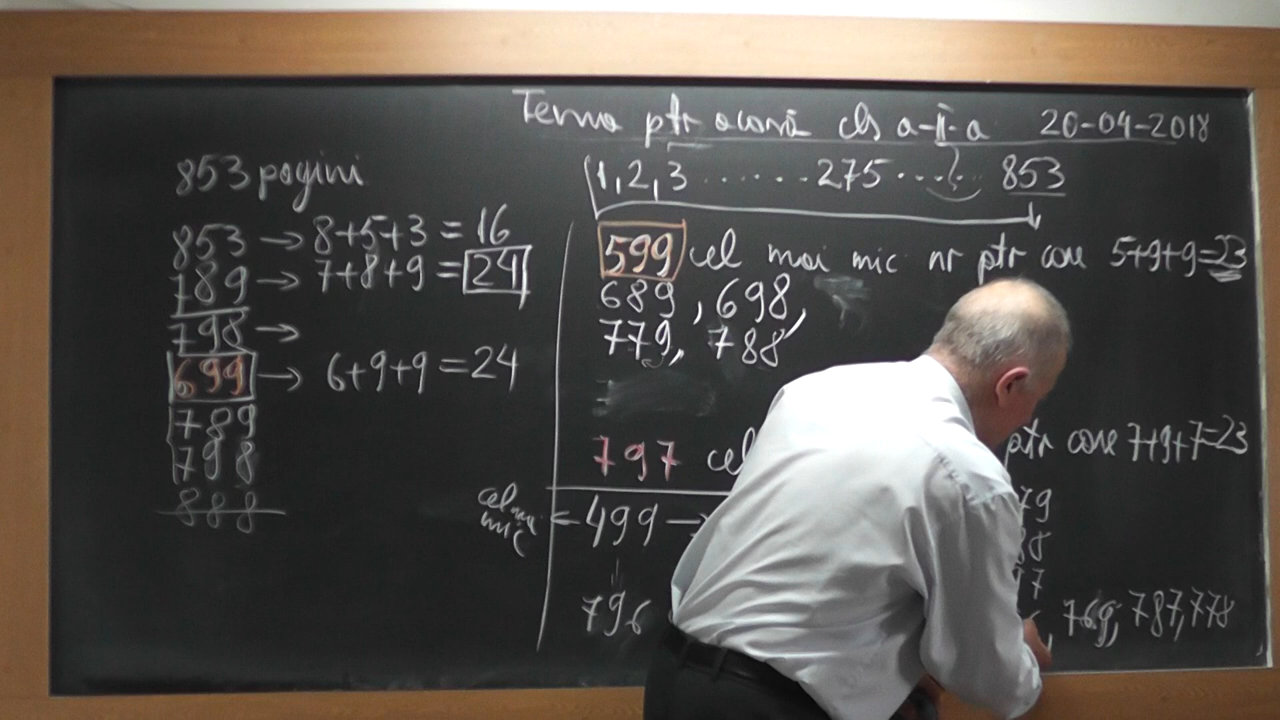 Tema ptr acasă cls a-II-a 20-04-2018
853 pagini
853 → 8+5+3 = 16
789 → 7+8+9 = 24
798 →
699 → 6+9+9 = 24
789
798
888
1, 2, 3 ....... 275 ..... 853
599 cel mai mic nr ptr care 5+9+9=23
689, 698,
779, 788
797 cel
ptr care 7+9+7=23
cel mai mic ← 499 →
796
79
88
769, 787, 778